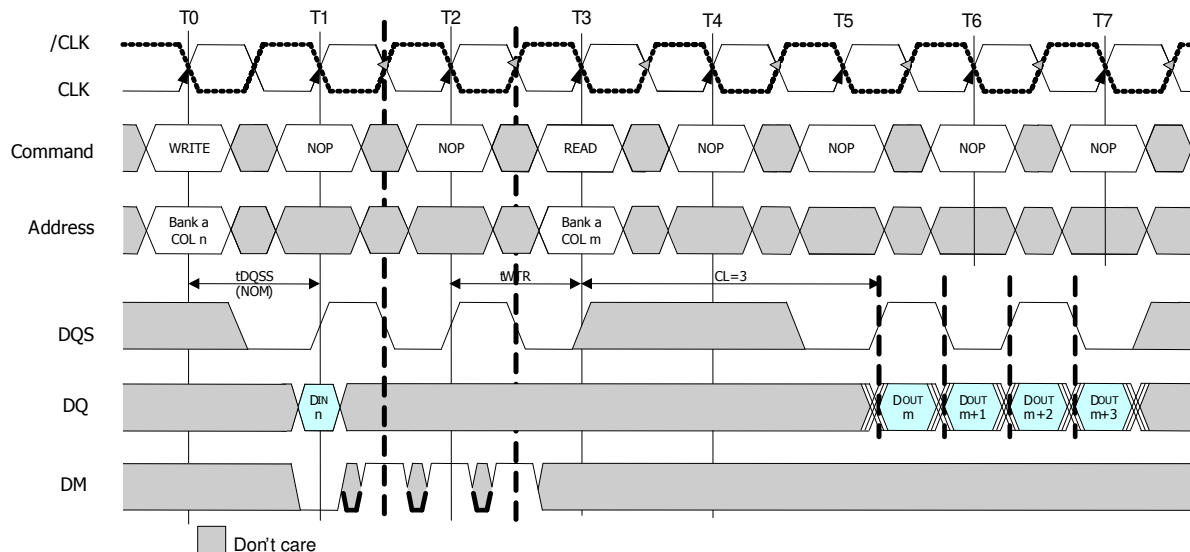 T0 T1 T2 T3 T4 T5 T6 T7
/CLK
CLK
Command WRITE NOP NOP READ NOP NOP NOP NOP
Address Bank a COL n Bank a COL m
tDQSS (NOM) tWTR CL=3
DQS
DQ DIN n DOUT m DOUT m+1 DOUT m+2 DOUT m+3
DM
Don't care